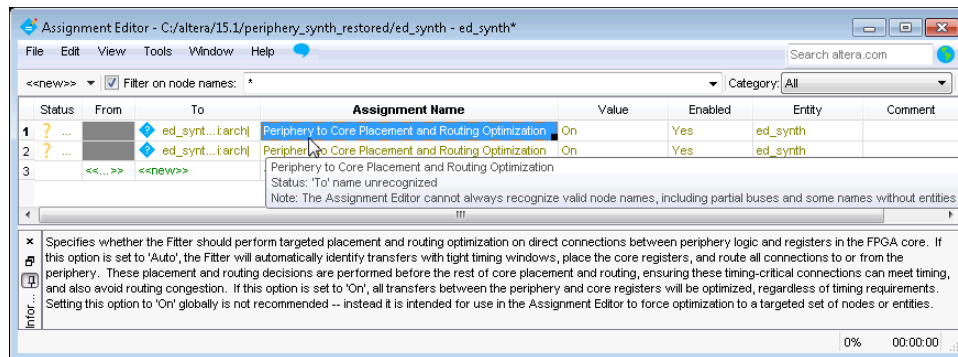 Assignment Editor - C:/altera/15.1/periphery_synth_restored/ed_synth - ed_synth*
File Edit View Tools Window Help Search altera.com
<<new>> Filter on node names: * Category: All
Status From To Assignment Name Value Enabled Entity Comment
1 ? ... ed_synt...i:arch| Periphery to Core Placement and Routing Optimization On Yes ed_synth
2 ? ... ed_synt...i:arch| Periphery to Core Placement and Routing Optimization On Yes ed_synth
3 <<...>> <<new>>
Periphery to Core Placement and Routing Optimization
Status: 'To' name unrecognized
Note: The Assignment Editor cannot always recognize valid node names, including partial buses and some names without entities
Specifies whether the Fitter should perform targeted placement and routing optimization on direct connections between periphery logic and registers in the FPGA core. If
this option is set to 'Auto', the Fitter will automatically identify transfers with tight timing windows, place the core registers, and route all connections to or from the
periphery. These placement and routing decisions are performed before the rest of core placement and routing, ensuring these timing-critical connections can meet timing,
and also avoid routing congestion. If this option is set to 'On', all transfers between the periphery and core registers will be optimized, regardless of timing requirements.
Setting this option to 'On' globally is not recommended -- instead it is intended for use in the Assignment Editor to force optimization to a targeted set of nodes or entities.
Infor...
0% 00:00:00